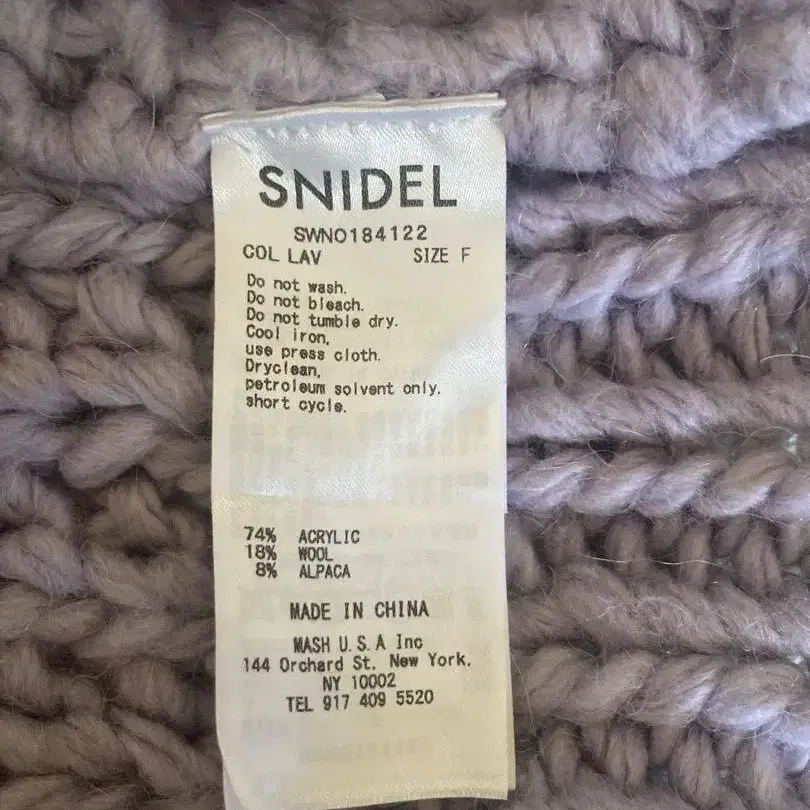 SNIDEL
SWNO184122
COL LAV SIZE F
Do not wash.
Do not bleach.
Do not tumble dry.
Cool iron,
use press cloth.
Dryclean,
petroleum solvent only.
short cycle.
74% ACRYLIC
18% WOOL
8% ALPACA
MADE IN CHINA
MASH U.S.A Inc
144 Orchard St. New York.
NY 10002
TEL 917 409 5520